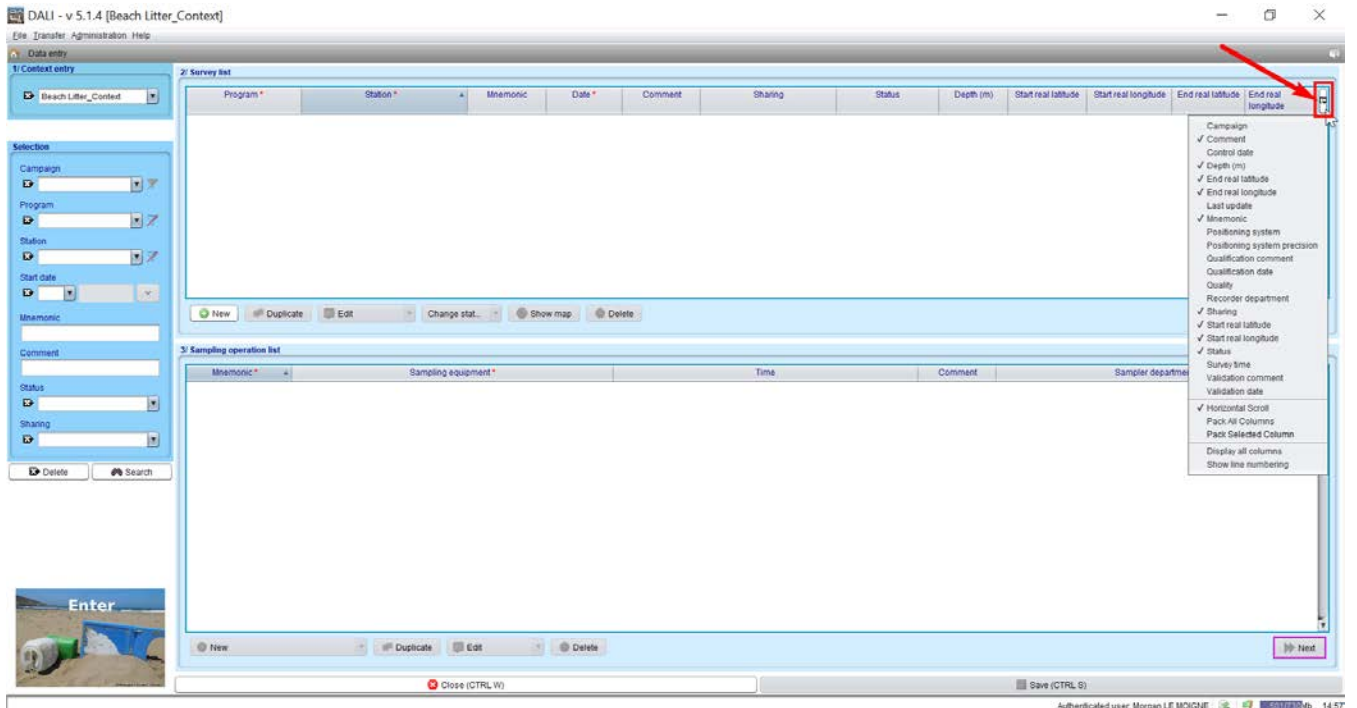 DALI - v 5.1.4 [Beach Litter_Context]
File Transfer Administration Help
Data entry
1/ Context entry
Beach Litter_Context
Selection
Campaign
Program
Station
Start date
Mnemonic
Comment
Status
Sharing
Delete Search
Enter
2/ Survey list
Program * Station * Mnemonic Date * Comment Sharing Status Depth (m) Start real latitude Start real longitude End real latitude End real longitude
New Duplicate Edit Change stat... Show map Delete
Campaign
✓ Comment
Control date
✓ Depth (m)
✓ End real latitude
✓ End real longitude
Last update
✓ Mnemonic
Positioning system
Positioning system precision
Qualification comment
Qualification date
Quality
Recorder department
✓ Sharing
✓ Start real latitude
✓ Start real longitude
✓ Status
Survey time
Validation comment
Validation date
✓ Horizontal Scroll
Pack All Columns
Pack Selected Column
Display all columns
Show line numbering
3/ Sampling operation list
Mnemonic * Sampling equipment * Time Comment Sampler departme
New Duplicate Edit Delete
Next
Close (CTRL W) Save (CTRL S)
Authenticated user: Morgan LE MOIGNE 14:57